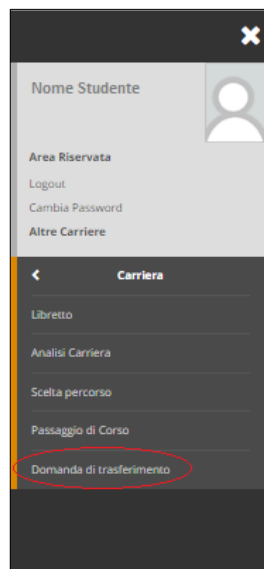 Nome Studente
Area Riservata
Logout
Cambia Password
Altre Carriere
Carriera
Libretto
Analisi Carriera
Scelta percorso
Passaggio di Corso
Domanda di trasferimento